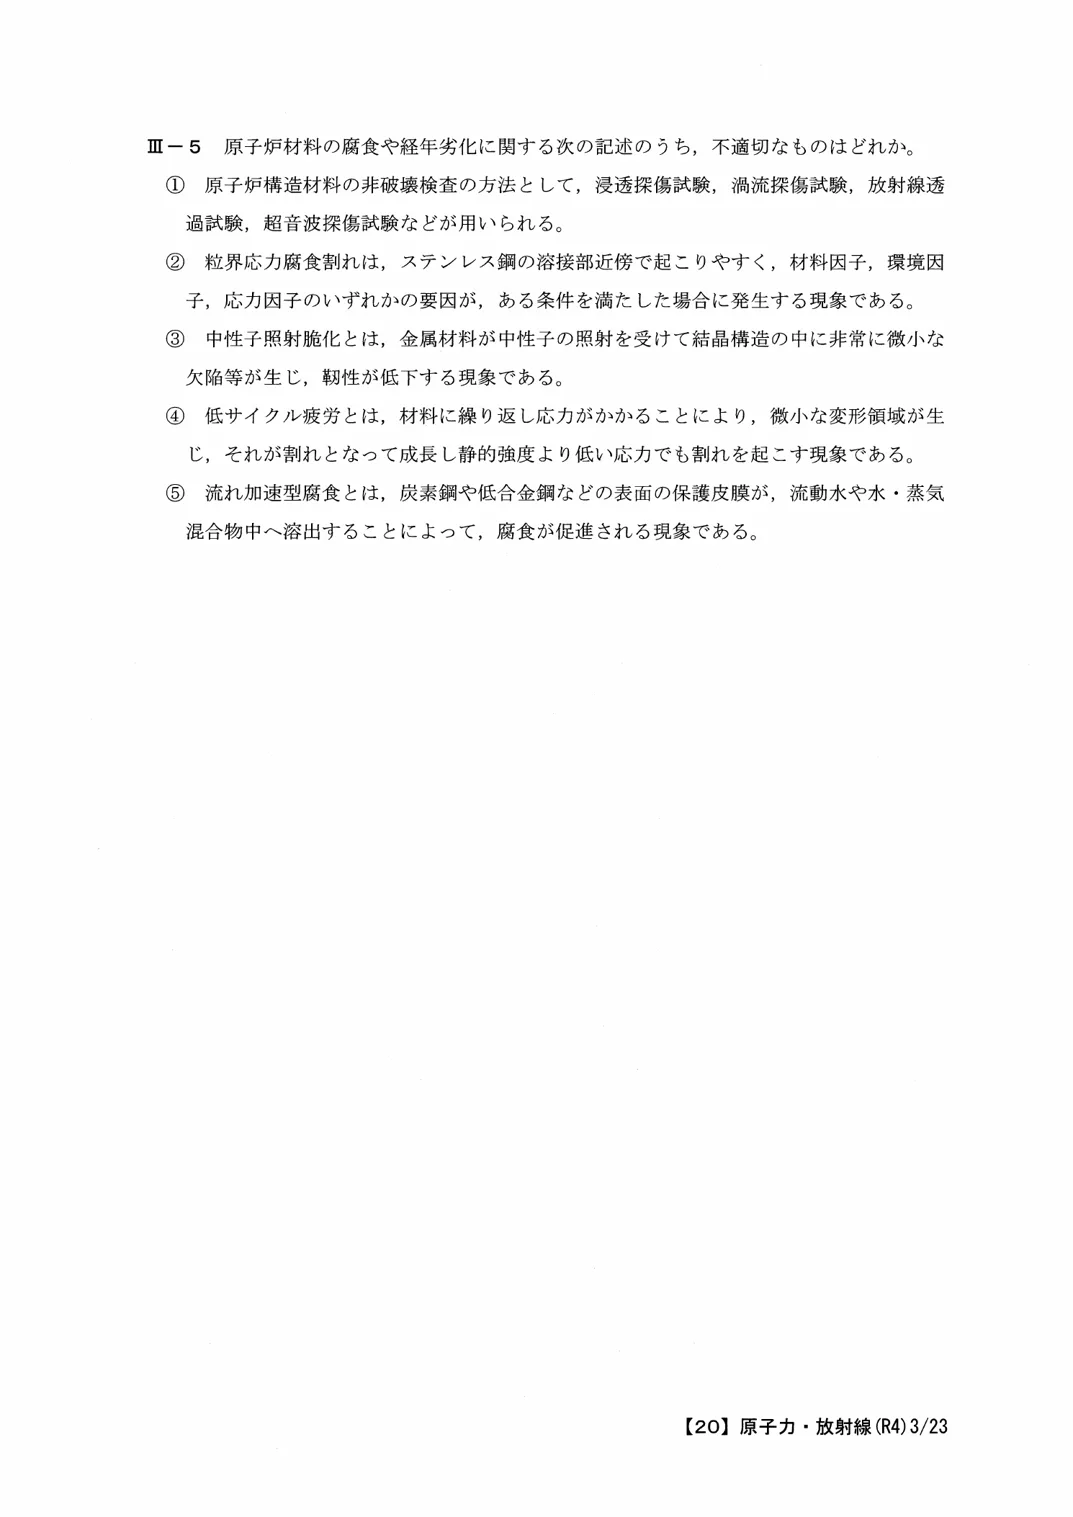 Ⅲ－５　原子炉材料の腐食や経年劣化に関する次の記述のうち，不適切なものはどれか。
①　原子炉構造材料の非破壊検査の方法として，浸透探傷試験，渦流探傷試験，放射線透
過試験，超音波探傷試験などが用いられる。
②　粒界応力腐食割れは，ステンレス鋼の溶接部近傍で起こりやすく，材料因子，環境因
子，応力因子のいずれかの要因が，ある条件を満たした場合に発生する現象である。
③　中性子照射脆化とは，金属材料が中性子の照射を受けて結晶構造の中に非常に微小な
欠陥等が生じ，靭性が低下する現象である。
④　低サイクル疲労とは，材料に繰り返し応力がかかることにより，微小な変形領域が生
じ，それが割れとなって成長し静的強度より低い応力でも割れを起こす現象である。
⑤　流れ加速型腐食とは，炭素鋼や低合金鋼などの表面の保護皮膜が，流動水や水・蒸気
混合物中へ溶出することによって，腐食が促進される現象である。
【20】原子力・放射線(R4)3/23